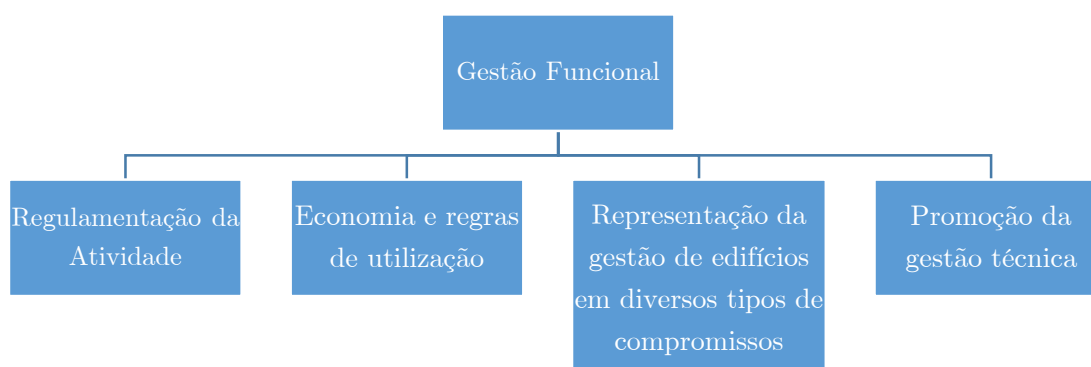 Gestão Funcional
Regulamentação da
Atividade
Economia e regras
de utilização
Representação da
gestão de edifícios
em diversos tipos de
compromissos
Promoção da
gestão técnica